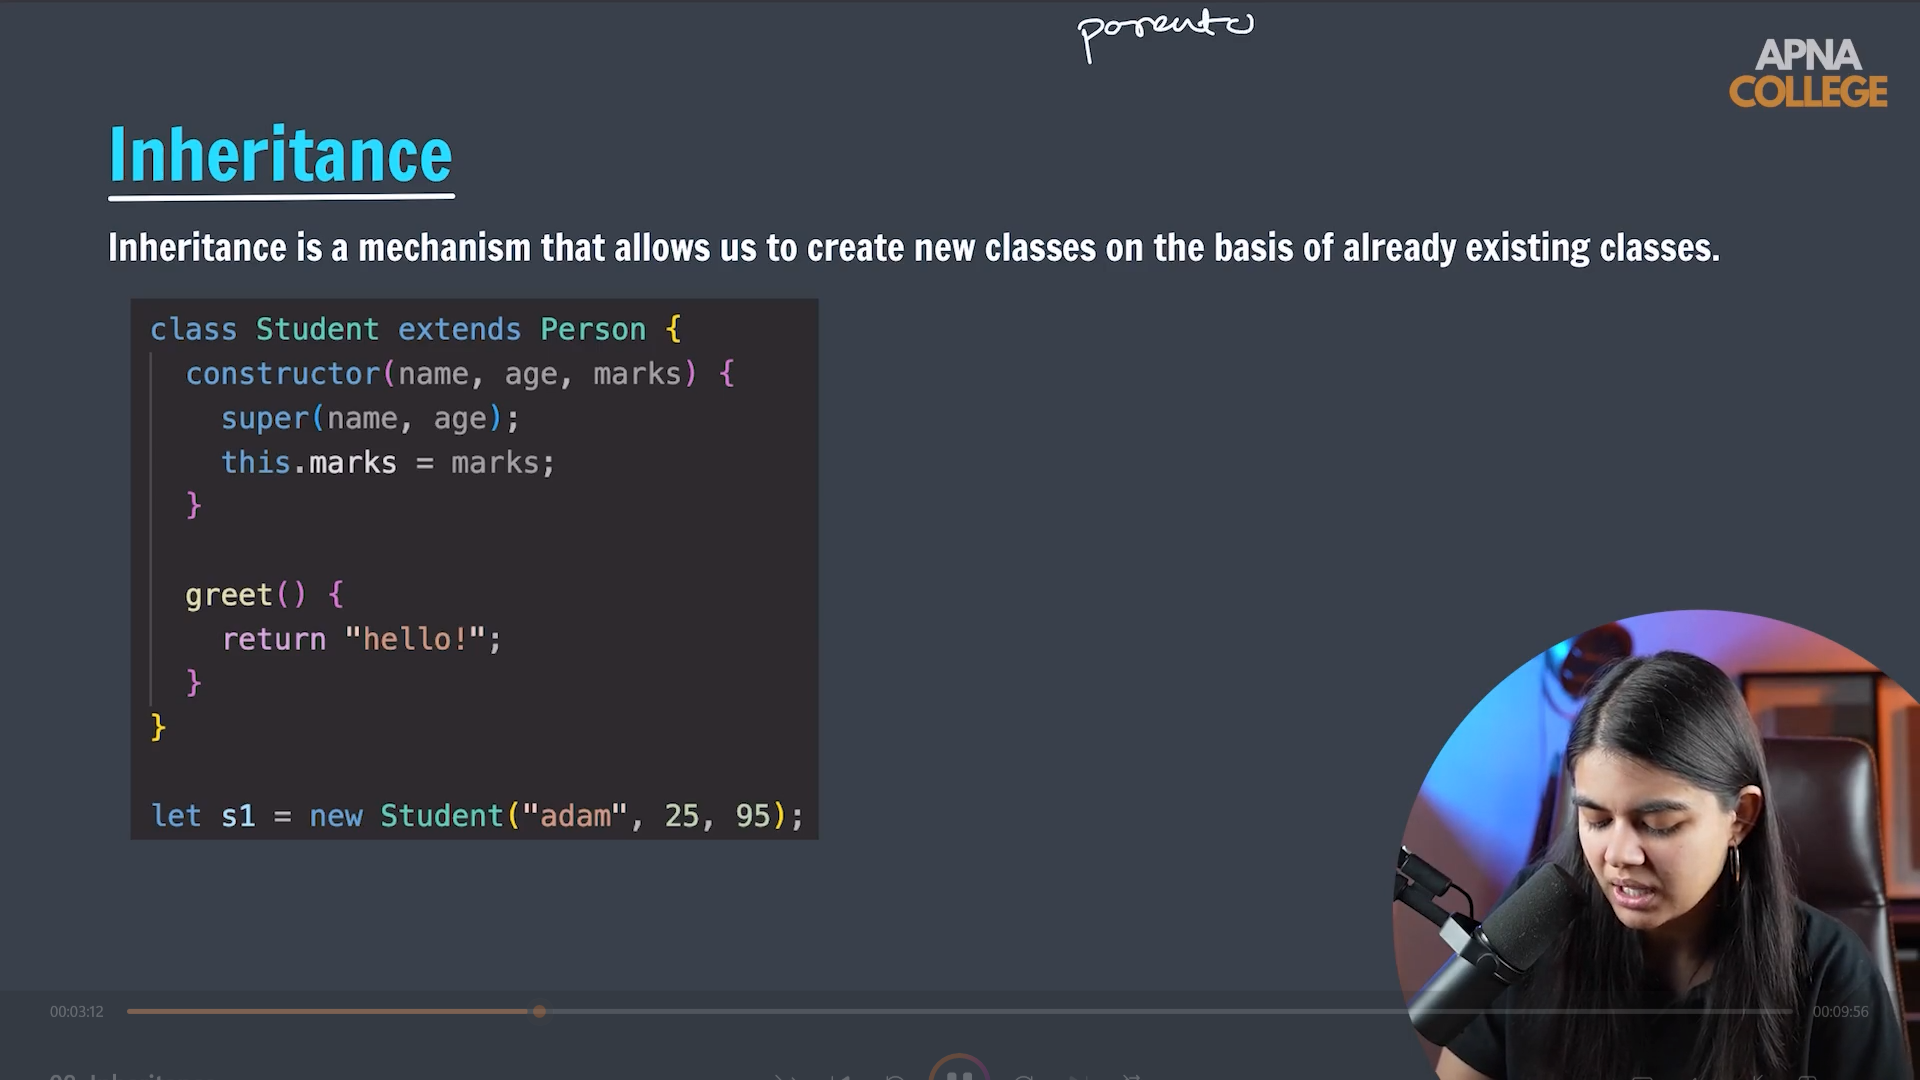 parents
APNA
COLLEGE
Inheritance
Inheritance is a mechanism that allows us to create new classes on the basis of already existing classes.
class Student extends Person {
constructor(name, age, marks) {
super(name, age);
this.marks = marks;
}
greet() {
return "hello!";
}
}
let s1 = new Student("adam", 25, 95);
00:03:12
00:09:56